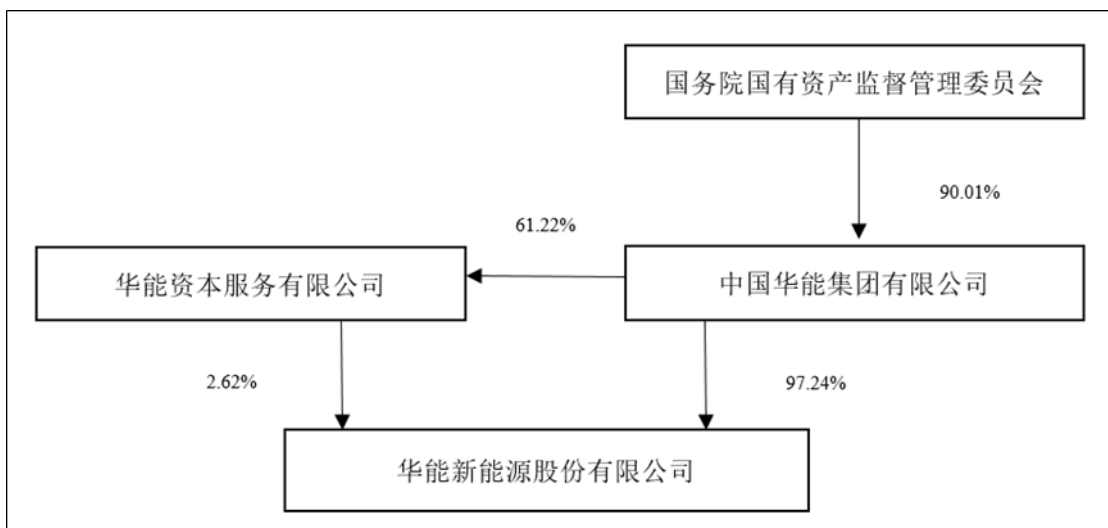 国务院国有资产监督管理委员会
90.01%
61.22%
华能资本服务有限公司
中国华能集团有限公司
2.62%
97.24%
华能新能源股份有限公司